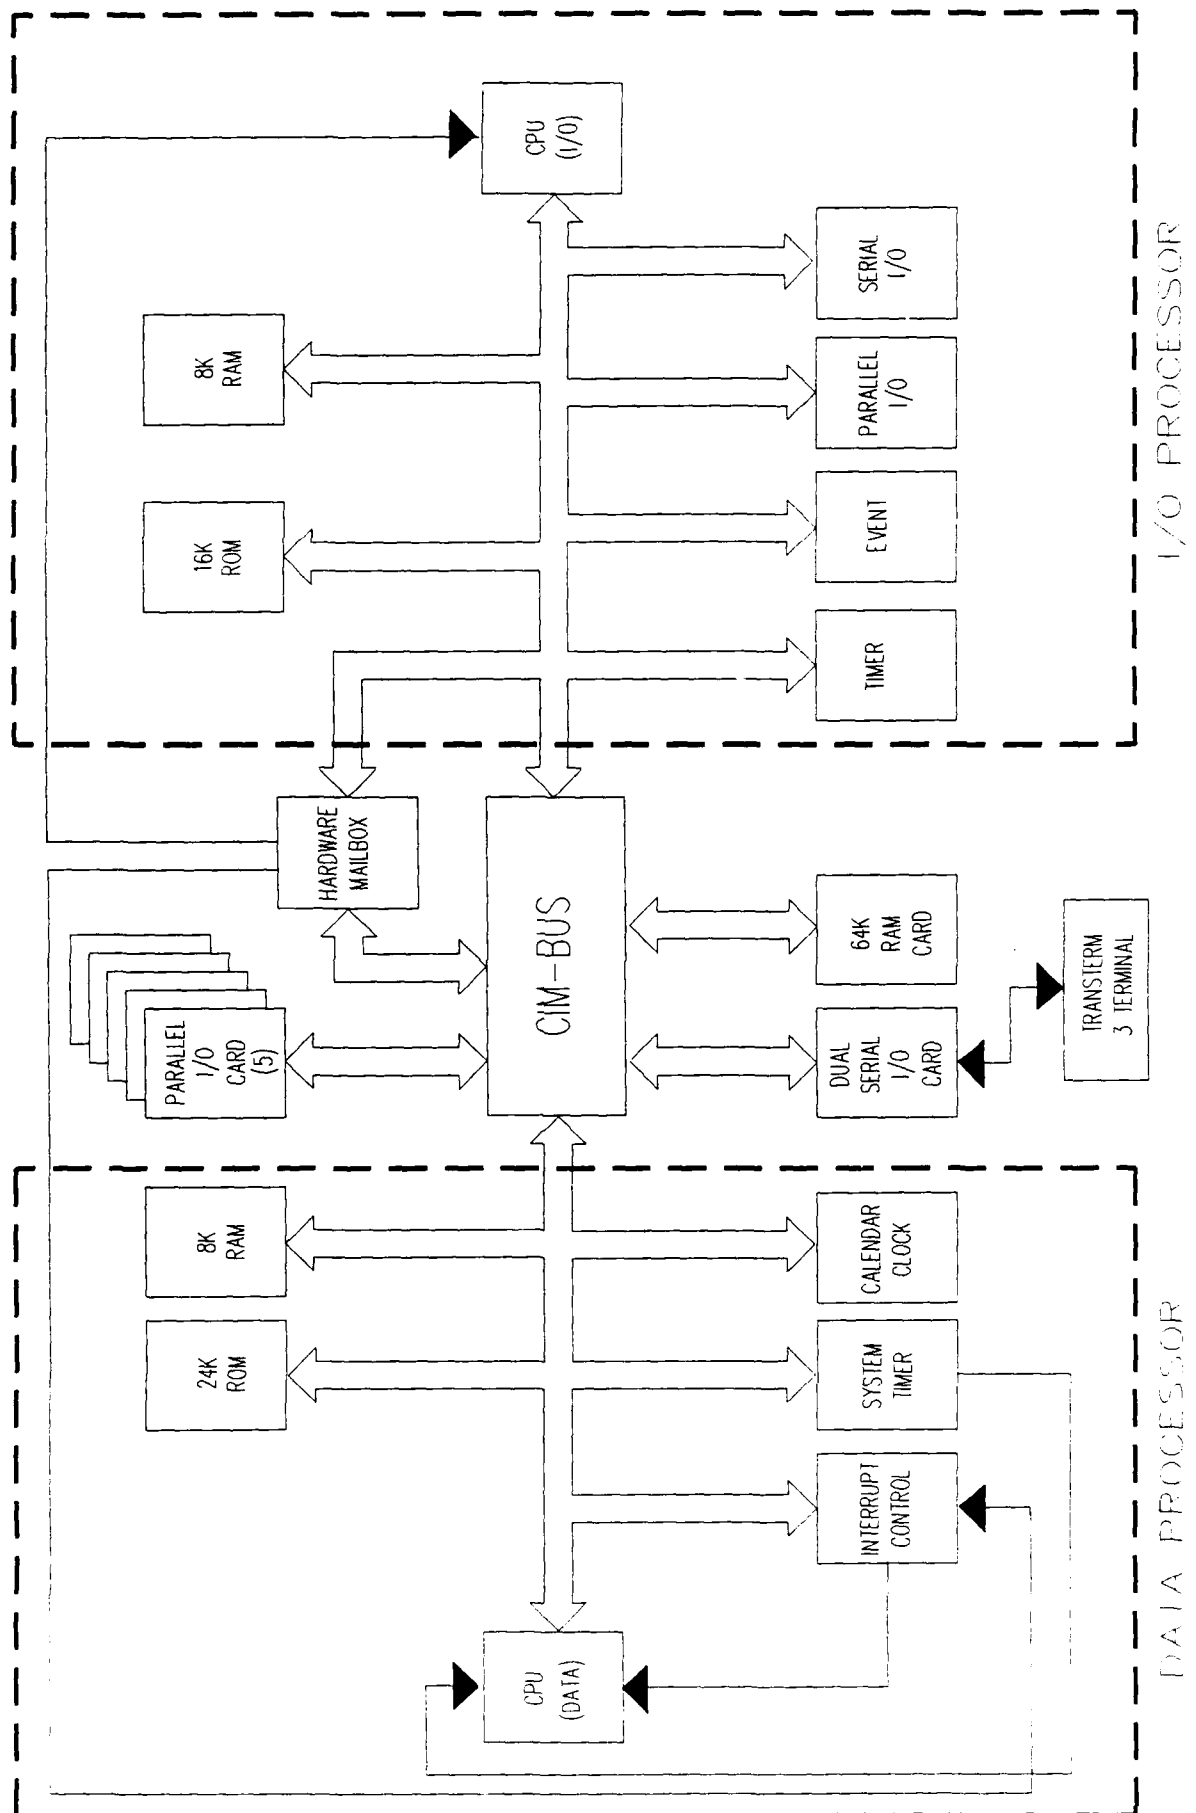 8K
RAM
24K
ROM
CPU
(DATA)
INTERRUPT
CONTROL
SYSTEM
TIMER
CALENDAR
CLOCK
DATA PROCESSOR
PARALLEL
I/O
CARD
(5)
HARDWARE
MAILBOX
CIM-BUS
DUAL
SERIAL
I/O
CARD
64K
RAM
CARD
TRANSTERM
3 TERMINAL
16K
ROM
8K
RAM
CPU
(I/O)
TIMER
EVENT
PARALLEL
I/O
SERIAL
I/O
I/O PROCESSOR